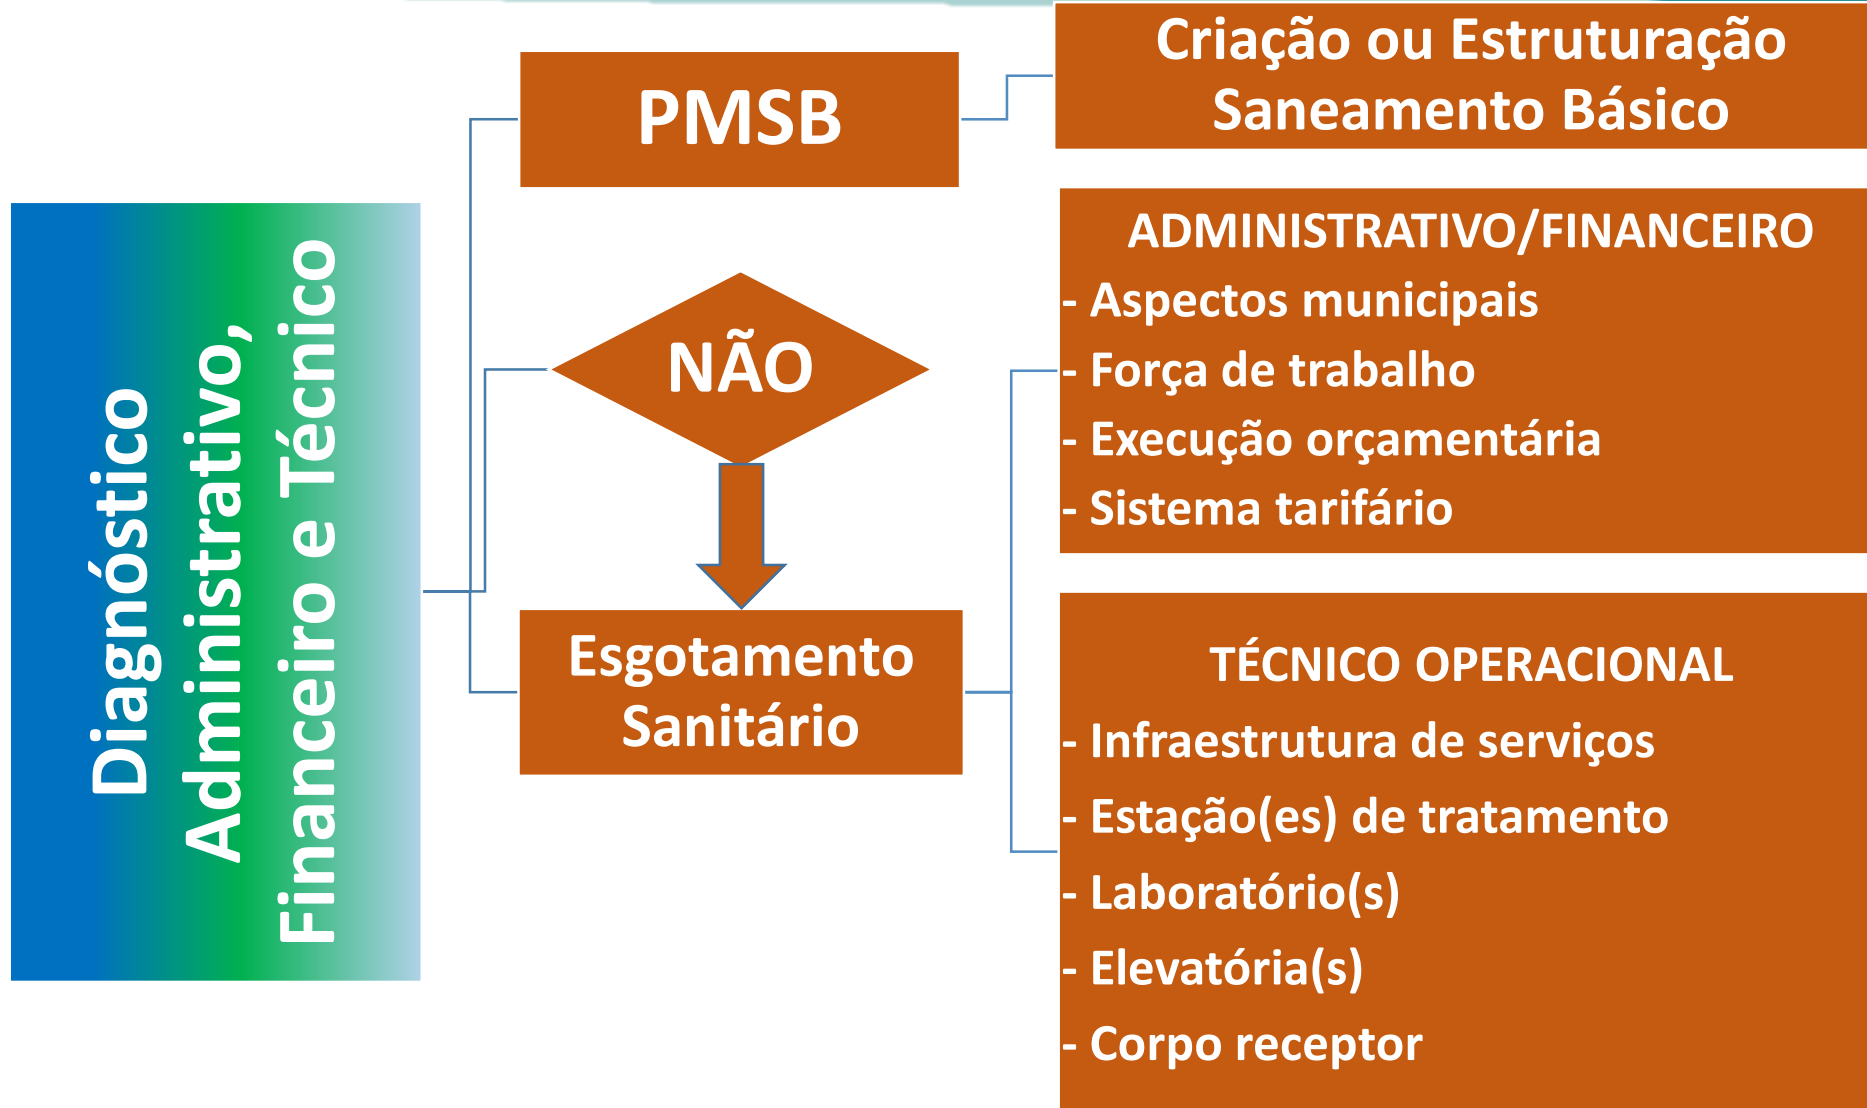 Diagnóstico
Administrativo,
Financeiro e Técnico
PMSB
Criação ou Estruturação
Saneamento Básico
NÃO
Esgotamento
Sanitário
ADMINISTRATIVO/FINANCEIRO
- Aspectos municipais
- Força de trabalho
- Execução orçamentária
- Sistema tarifário
TÉCNICO OPERACIONAL
- Infraestrutura de serviços
- Estação(es) de tratamento
- Laboratório(s)
- Elevatória(s)
- Corpo receptor